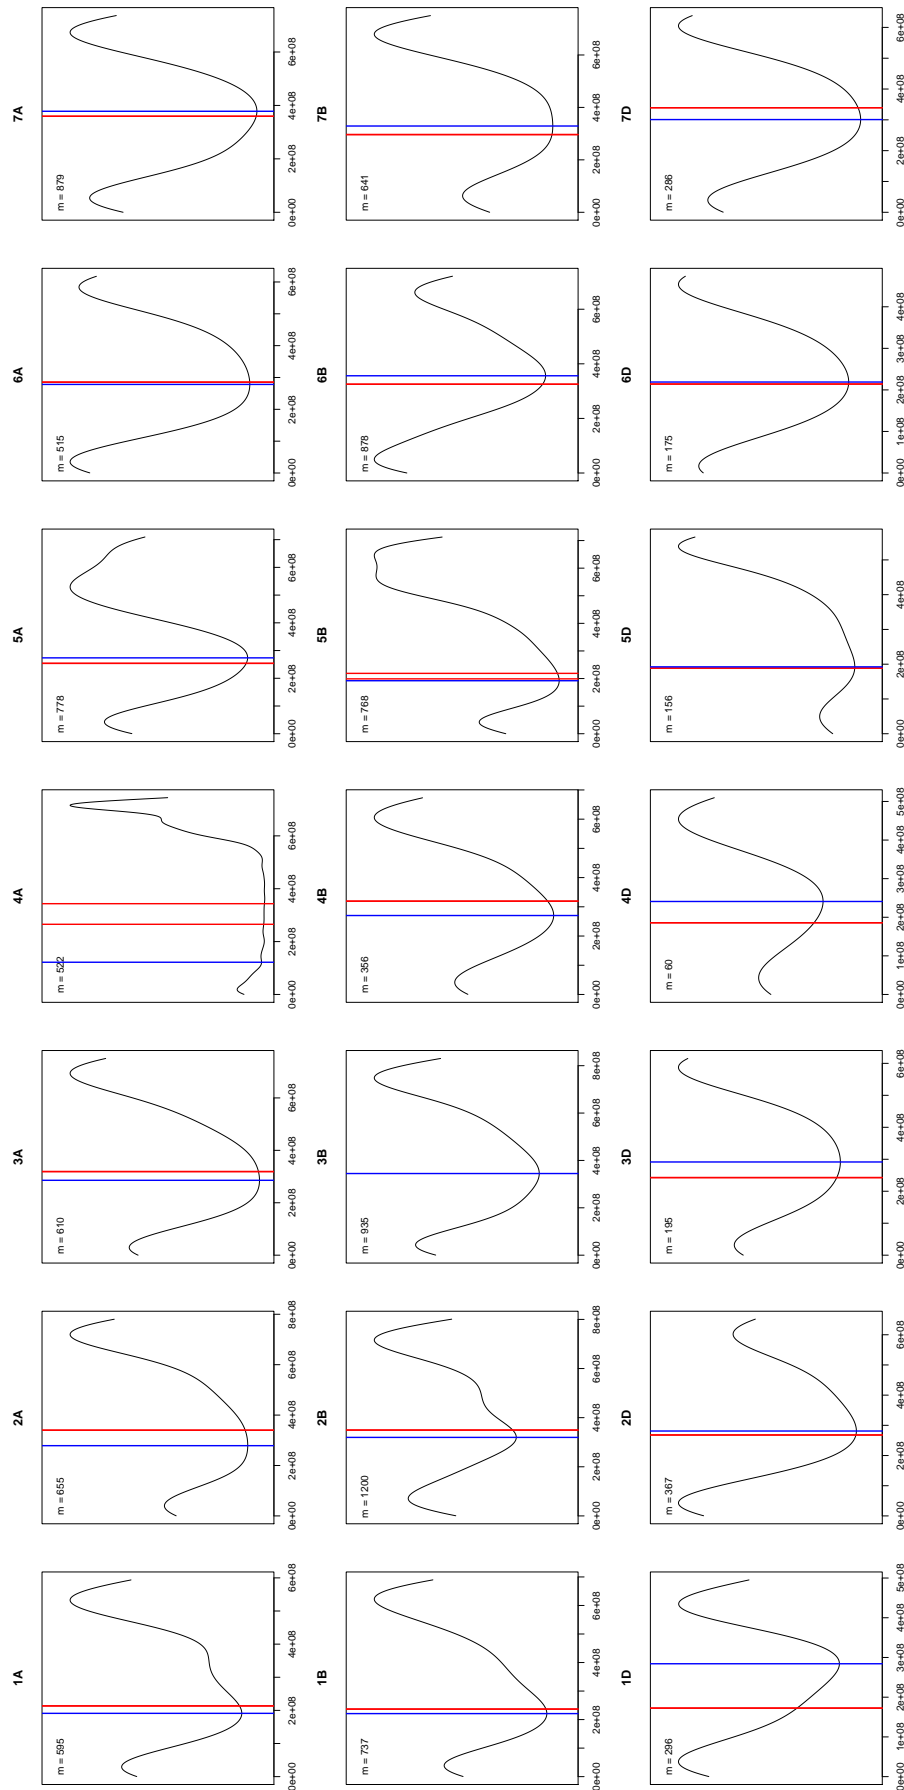 1A
m = 595
0e+00 2e+08 4e+08 6e+08
2A
m = 655
0e+00 2e+08 4e+08 6e+08 8e+08
3A
m = 610
0e+00 2e+08 4e+08 6e+08
4A
m = 522
0e+00 2e+08 4e+08 6e+08
5A
m = 778
0e+00 2e+08 4e+08 6e+08
6A
m = 515
0e+00 2e+08 4e+08 6e+08
7A
m = 879
0e+00 2e+08 4e+08 6e+08
1B
m = 737
0e+00 2e+08 4e+08 6e+08
2B
m = 1200
0e+00 2e+08 4e+08 6e+08 8e+08
3B
m = 935
0e+00 2e+08 4e+08 6e+08 8e+08
4B
m = 356
0e+00 2e+08 4e+08 6e+08
5B
m = 768
0e+00 2e+08 4e+08 6e+08
6B
m = 878
0e+00 2e+08 4e+08 6e+08
7B
m = 641
0e+00 2e+08 4e+08 6e+08
1D
m = 296
0e+00 1e+08 2e+08 3e+08 4e+08 5e+08
2D
m = 367
0e+00 2e+08 4e+08 6e+08
3D
m = 195
0e+00 2e+08 4e+08 6e+08
4D
m = 60
0e+00 1e+08 2e+08 3e+08 4e+08 5e+08
5D
m = 156
0e+00 2e+08 4e+08
6D
m = 175
0e+00 1e+08 2e+08 3e+08 4e+08
7D
m = 286
0e+00 2e+08 4e+08 6e+08